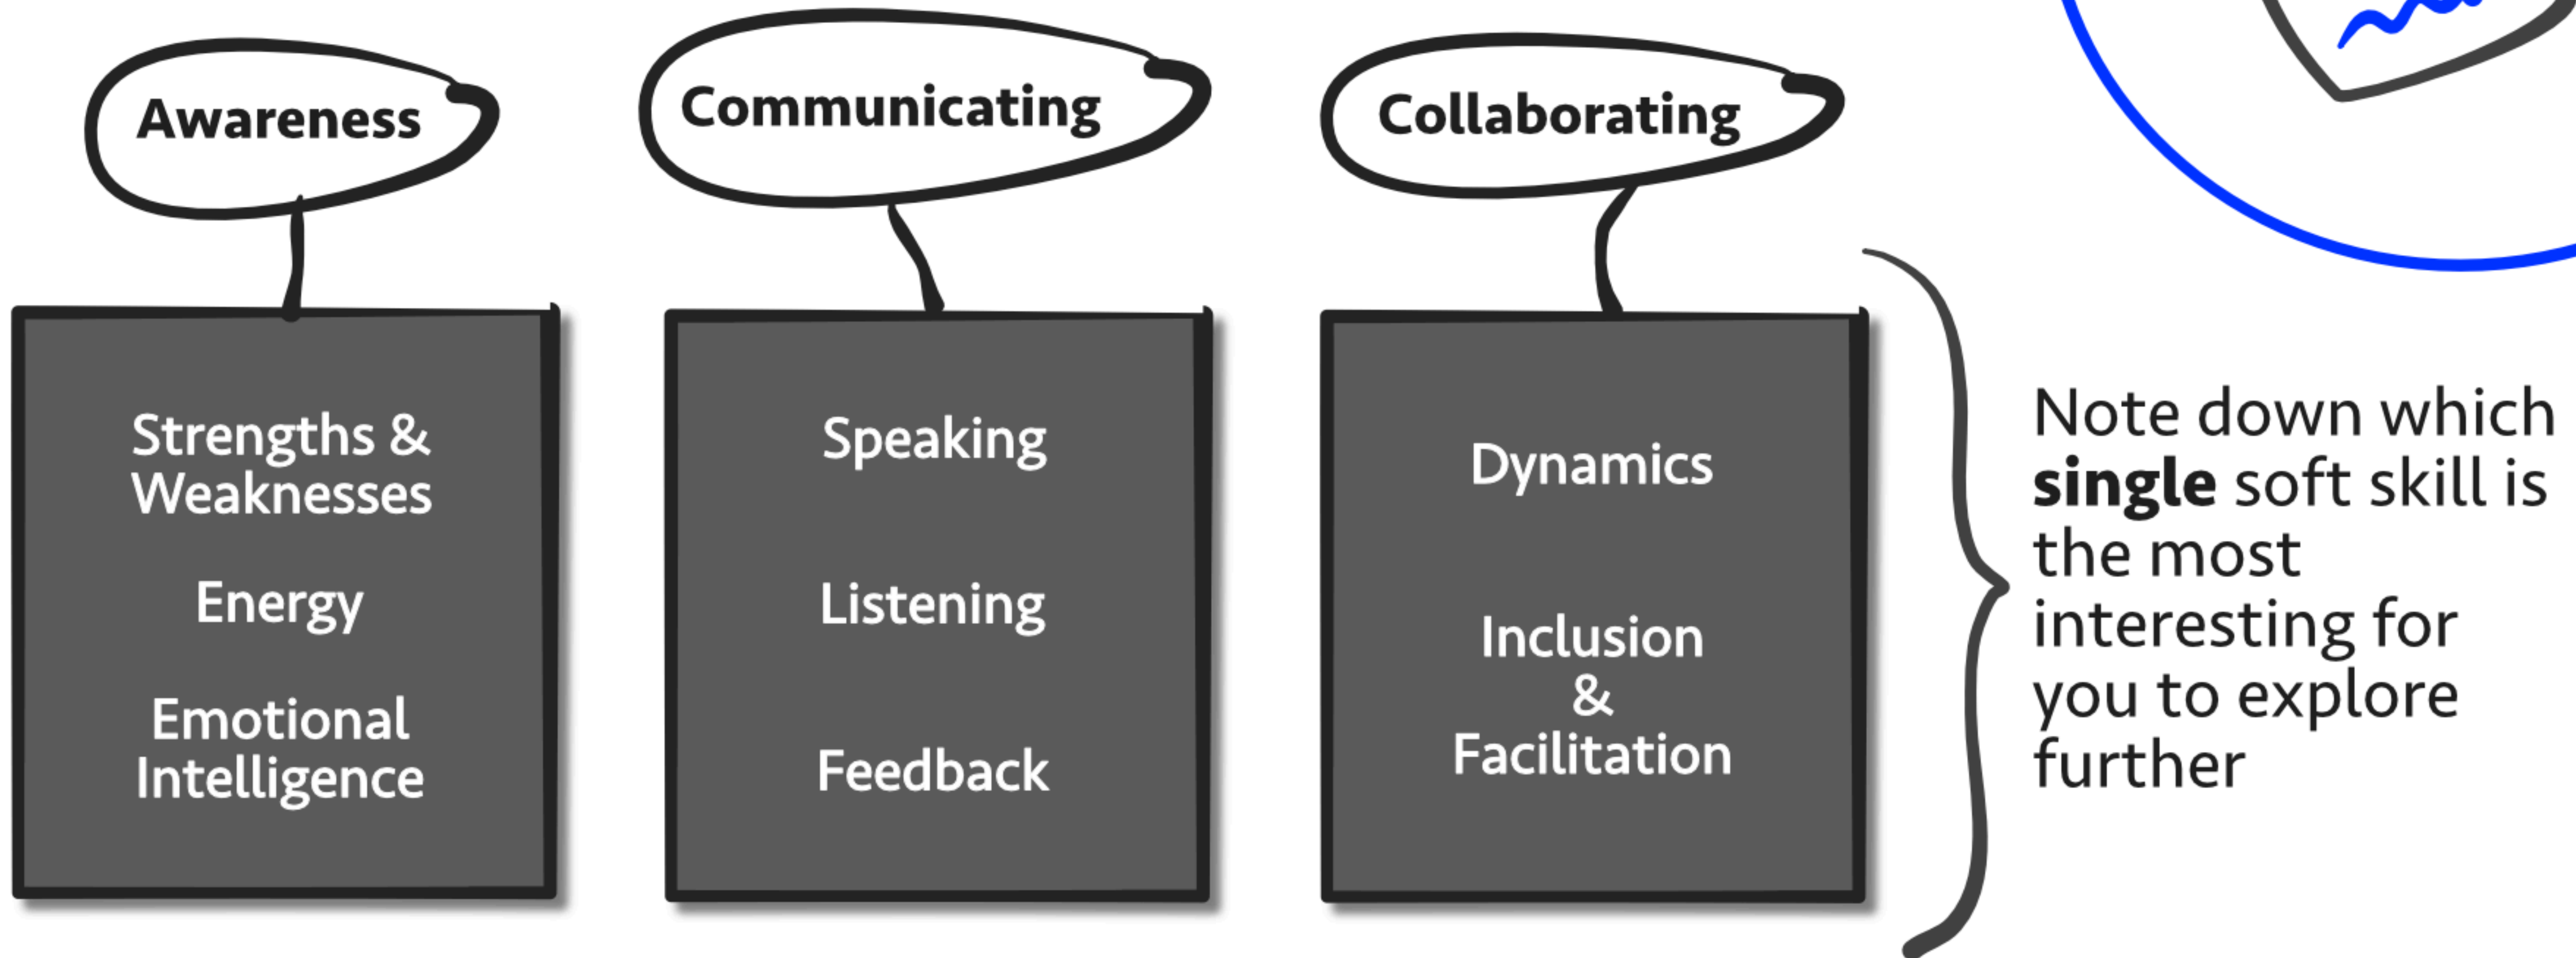 Awareness
Strengths &
Weaknesses
Energy
Emotional
Intelligence
Communicating
Speaking
Listening
Feedback
Collaborating
Dynamics
Inclusion
&
Facilitation
Note down which
single soft skill is
the most
interesting for
you to explore
further